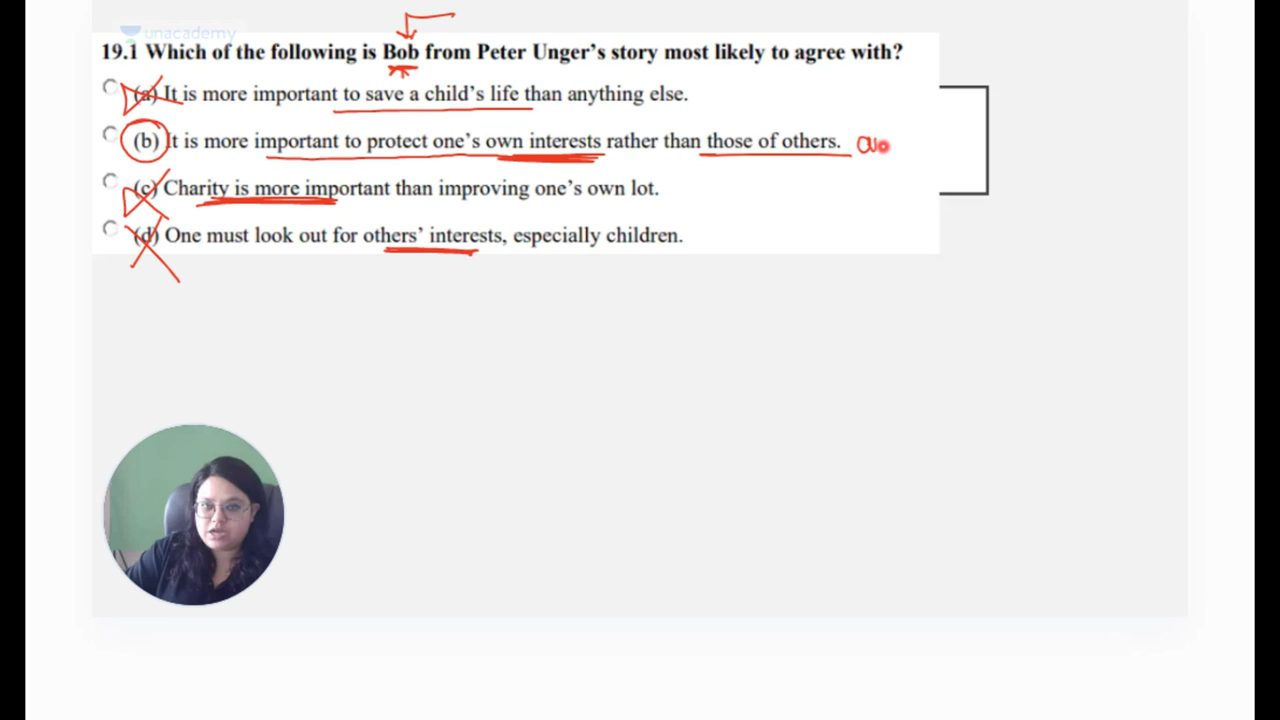 unacademy
19.1 Which of the following is Bob from Peter Unger's story most likely to agree with?
(a) It is more important to save a child's life than anything else.
(b) It is more important to protect one's own interests rather than those of others.
(c) Charity is more important than improving one's own lot.
(d) One must look out for others' interests, especially children.